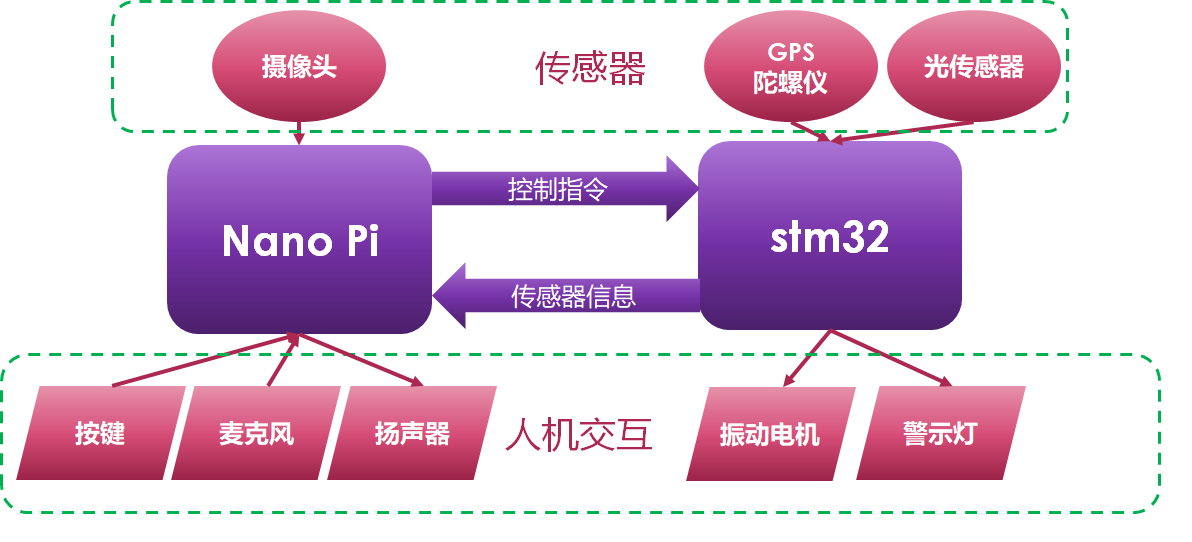 摄像头
传感器
GPS
陀螺仪
光传感器
控制指令
Nano Pi
stm32
传感器信息
按键
麦克风
扬声器
人机交互
振动电机
警示灯